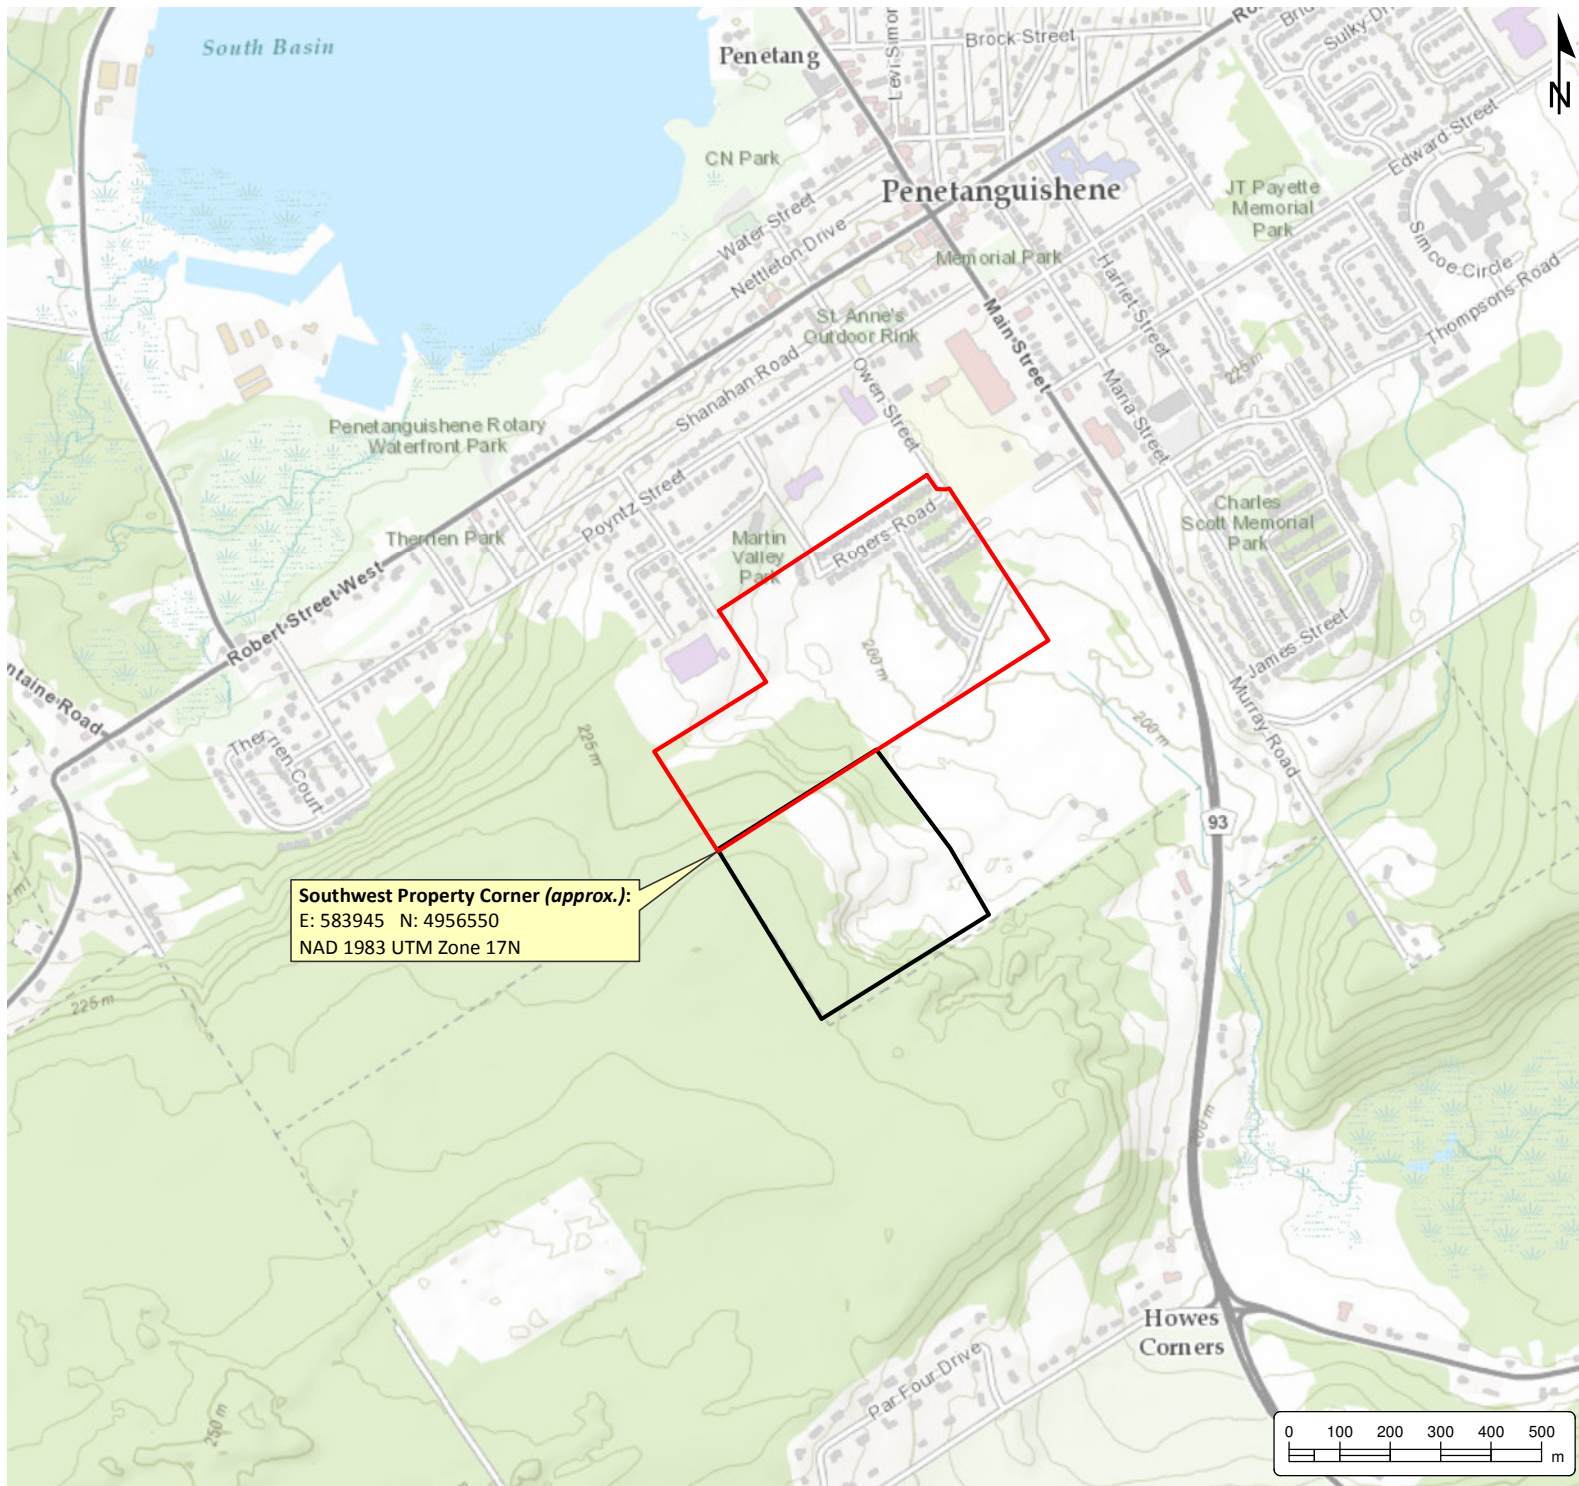 South Basin
Penetang
Levi Simon
Brock Street
Sulky Drive
N
CN Park
Edward Street
Penetanguishene
JT Payette
Memorial
Park
Water Street
Nettleton Drive
Memorial Park
Harriet Street
Simcoe Circle
Thompsons Road
St. Anne's
Outdoor Rink
Main Street
225 m
Shanahan Road
Owen Street
Maria Street
Penetanguishene Rotary
Waterfront Park
Poyntz Street
Charles
Scott Memorial
Park
Therrien Park
Martin
Valley
Park
Rogers Road
Robert Street West
James Street
200 m
ntaine Road
Murray Road
200 m
225 m
Therrien Court
93
Southwest Property Corner (approx.):
E: 583945 N: 4956550
NAD 1983 UTM Zone 17N
225 m
200 m
Howes
Corners
Par Four Drive
250 m
0 100 200 300 400 500
m